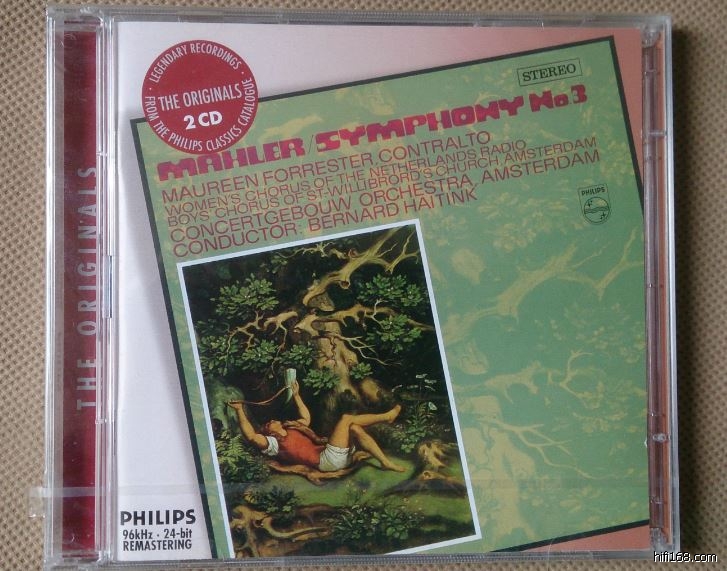 LEGENDARY RECORDINGS
THE ORIGINALS
2 CD
FROM THE PHILIPS CLASSICS CATALOGUE
STEREO
MAHLER/SYMPHONY No.3
MAUREEN FORRESTER, CONTRALTO
WOMEN'S CHORUS OF THE NETHERLANDS RADIO
BOYS' CHORUS OF ST. WILLIBRORD'S CHURCH, AMSTERDAM
CONCERTGEBOUW ORCHESTRA, AMSTERDAM
CONDUCTOR: BERNARD HAITINK
PHILIPS
THE ORIGINALS
PHILIPS
96kHz · 24-bit
REMASTERING
hifi168.com